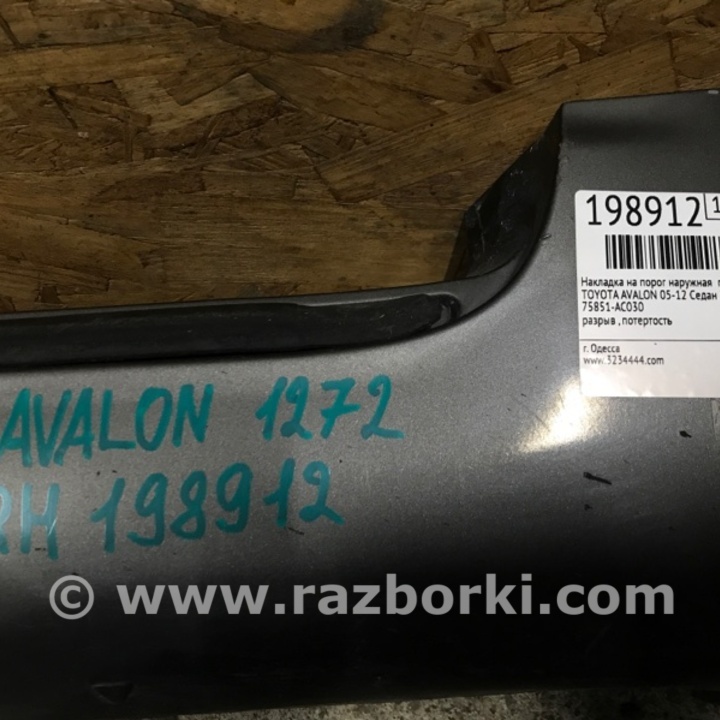 198912 1
Накладка на порог наружная
TOYOTA AVALON 05-12 Седан
75851-AC030
разрыв , потертость
г. Одесса
www.3234444.com
AVALON 1272
RH 198912
© www.razborki.com